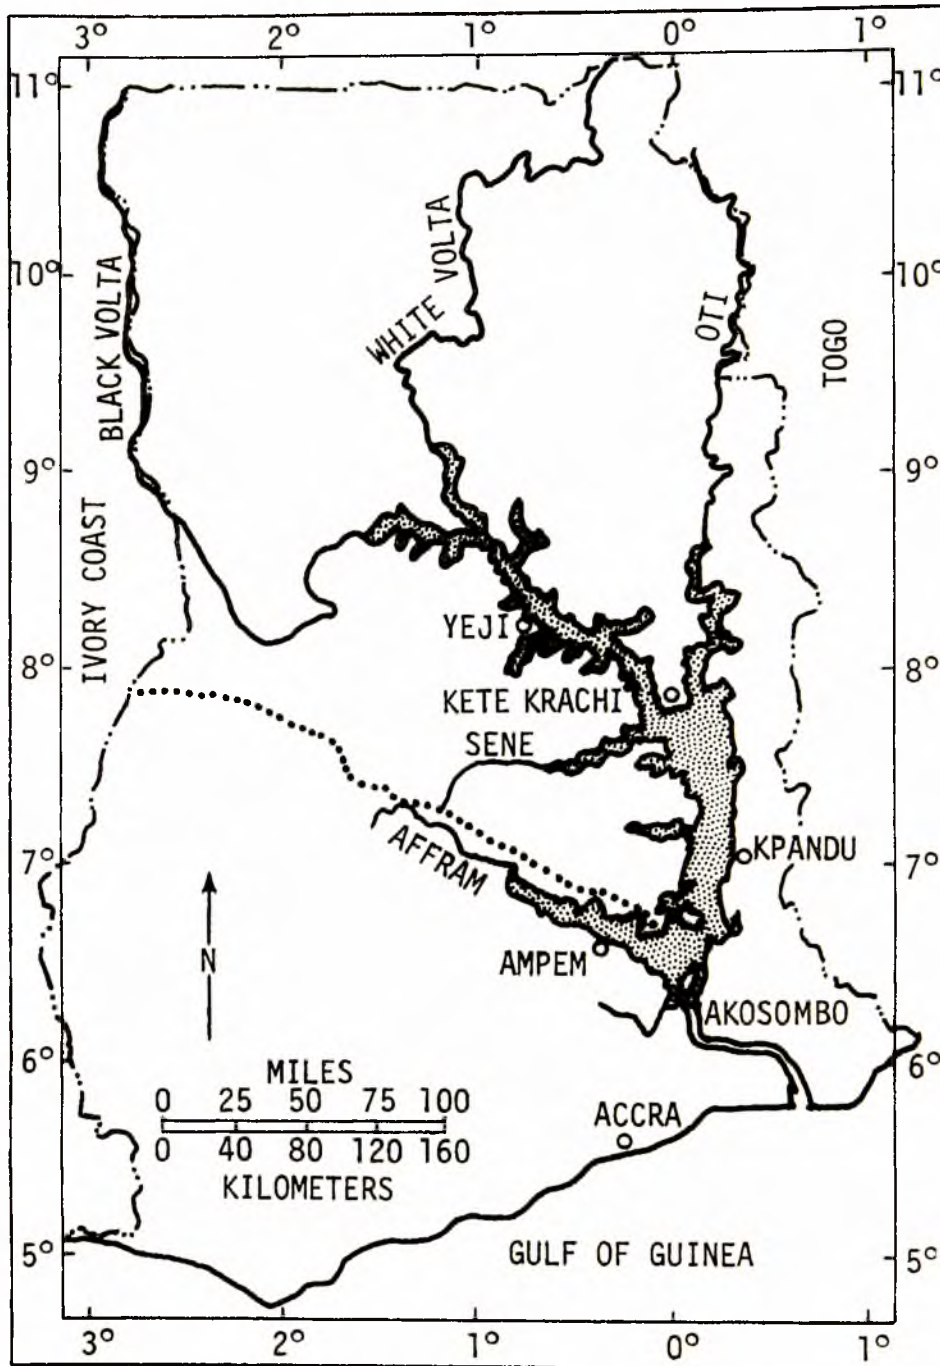 3° 2° 1° 0° 1°
11° 11°
WHITE VOLTA
BLACK VOLTA
OTI
10° 10°
TOGO
9° 9°
IVORY COAST
YEJI
8° 8°
KETE KRACHI
SENE
AFFRAM
7° 7°
KPANDU
AMPEM
N
AKOSOMBO
6° 6°
MILES
0 25 50 75 100
0 40 80 120 160
KILOMETERS
ACCRA
5° 5°
GULF OF GUINEA
3° 2° 1° 0° 1°